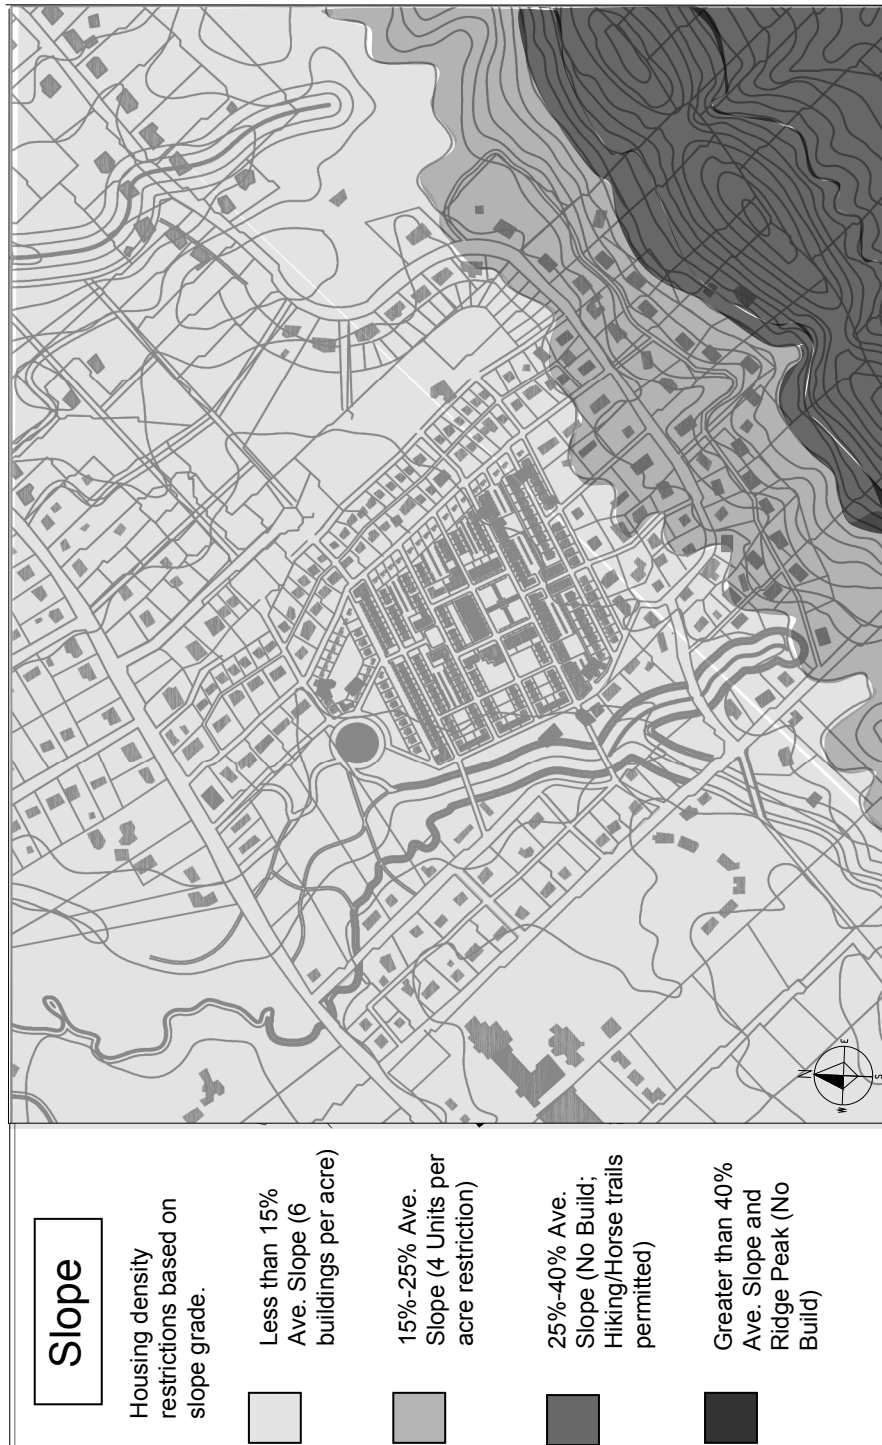 Slope
Housing density
restrictions based on
slope grade.
Less than 15%
Ave. Slope (6
buildings per acre)
15%-25% Ave.
Slope (4 Units per
acre restriction)
25%-40% Ave.
Slope (No Build;
Hiking/Horse trails
permitted)
Greater than 40%
Ave. Slope and
Ridge Peak (No
Build)
N
E
S
W